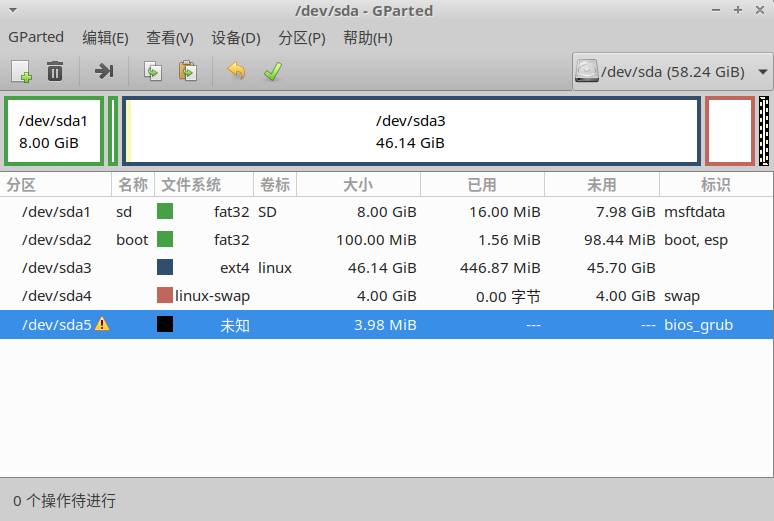 /dev/sda - GParted
GParted 编辑(E) 查看(V) 设备(D) 分区(P) 帮助(H)
/dev/sda (58.24 GiB)
/dev/sda1 /dev/sda3
8.00 GiB 46.14 GiB
分区 名称 文件系统 卷标 大小 已用 未用 标识
/dev/sda1 sd fat32 SD 8.00 GiB 16.00 MiB 7.98 GiB msftdata
/dev/sda2 boot fat32 100.00 MiB 1.56 MiB 98.44 MiB boot, esp
/dev/sda3 ext4 linux 46.14 GiB 446.87 MiB 45.70 GiB
/dev/sda4 linux-swap 4.00 GiB 0.00 字节 4.00 GiB swap
/dev/sda5 未知 3.98 MiB --- --- bios_grub
0 个操作待进行